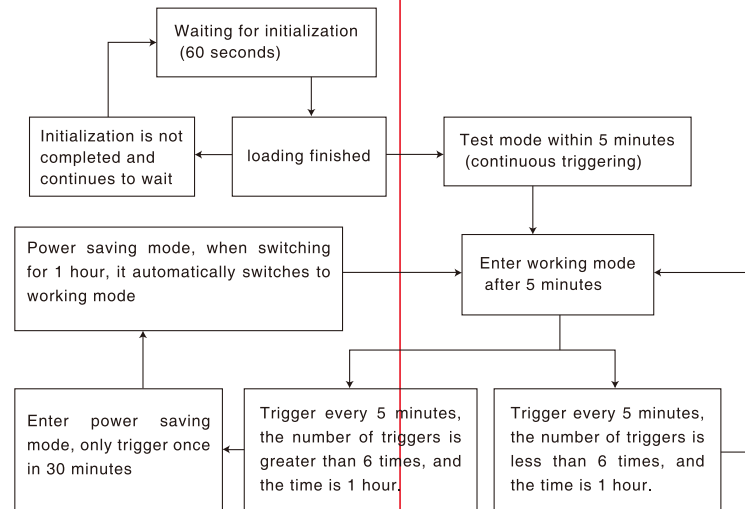 Waiting for initialization
(60 seconds)
Initialization is not
completed and
continues to wait
loading finished
Test mode within 5 minutes
(continuous triggering)
Power saving mode, when switching
for 1 hour, it automatically switches to
working mode
Enter working mode
after 5 minutes
Enter power saving
mode, only trigger once
in 30 minutes
Trigger every 5 minutes,
the number of triggers is
greater than 6 times, and
the time is 1 hour.
Trigger every 5 minutes,
the number of triggers is
less than 6 times, and
the time is 1 hour.